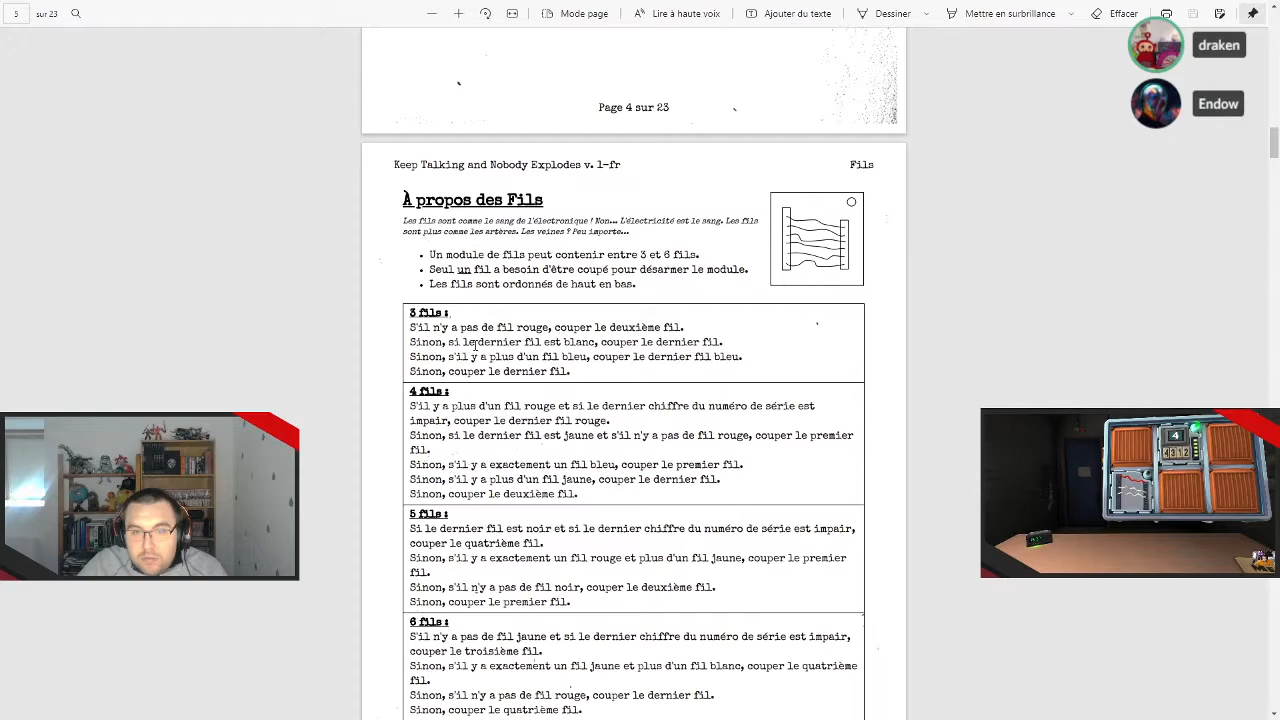 5
sur 23
Mode page
Lire à haute voix
Ajouter du texte
Dessiner
Mettre en surbrillance
Effacer
draken
Endow
Page 4 sur 23
Keep Talking and Nobody Explodes v. 1-fr
Fils
À propos des Fils
Les fils sont comme le sang de l'électronique ! Non... L'électricité est le sang. Les fils
sont plus comme les artères. Les veines ? Peu importe...
• Un module de fils peut contenir entre 3 et 6 fils.
• Seul un fil a besoin d'être coupé pour désarmer le module.
• Les fils sont ordonnés de haut en bas.
3 fils :
S'il n'y a pas de fil rouge, couper le deuxième fil.
Sinon, si le dernier fil est blanc, couper le dernier fil.
Sinon, s'il y a plus d'un fil bleu, couper le dernier fil bleu.
Sinon, couper le dernier fil.
4 fils :
S'il y a plus d'un fil rouge et si le dernier chiffre du numéro de série est
impair, couper le dernier fil rouge.
Sinon, si le dernier fil est jaune et s'il n'y a pas de fil rouge, couper le premier
fil.
Sinon, s'il y a exactement un fil bleu, couper le premier fil.
Sinon, s'il y a plus d'un fil jaune, couper le dernier fil.
Sinon, couper le deuxième fil.
5 fils :
Si le dernier fil est noir et si le dernier chiffre du numéro de série est impair,
couper le quatrième fil.
Sinon, s'il y a exactement un fil rouge et plus d'un fil jaune, couper le premier
fil.
Sinon, s'il n'y a pas de fil noir, couper le deuxième fil.
Sinon, couper le premier fil.
6 fils :
S'il n'y a pas de fil jaune et si le dernier chiffre du numéro de série est impair,
couper le troisième fil.
Sinon, s'il y a exactement un fil jaune et plus d'un fil blanc, couper le quatrième
fil.
Sinon, s'il n'y a pas de fil rouge, couper le dernier fil.
Sinon, couper le quatrième fil.
4
4312